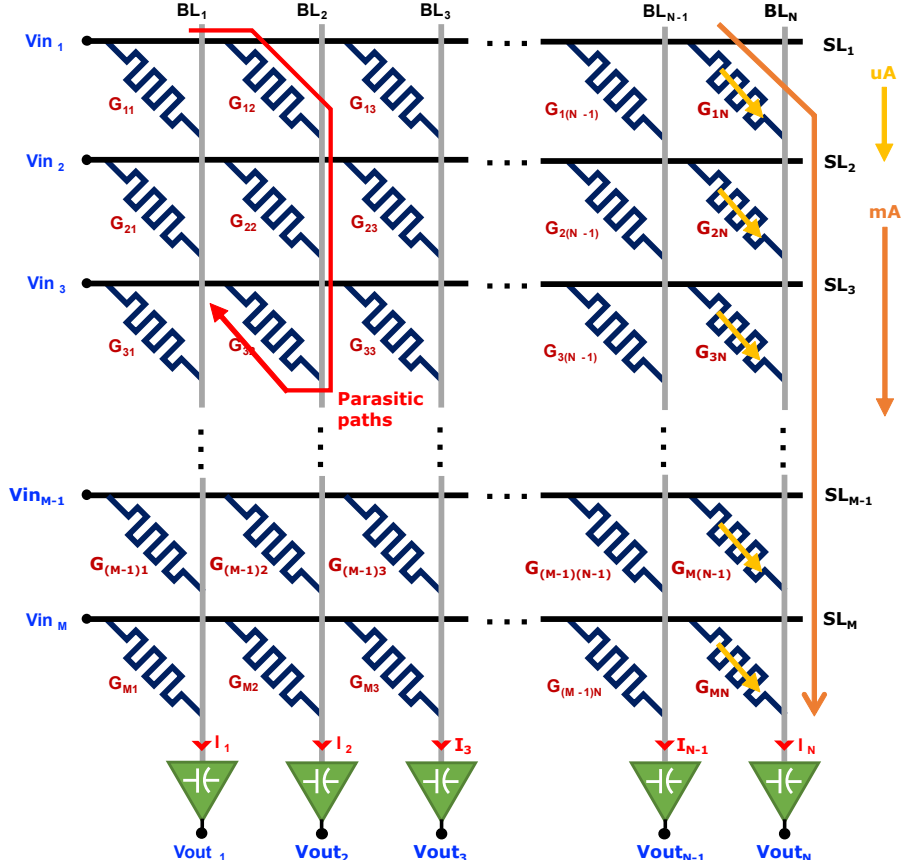 BL1 BL2 BL3 BLN-1 BLN
Vin 1 SL1
G11 G12 G13 G1(N-1) G1N
uA
Vin 2 SL2
G21 G22 G23 G2(N-1) G2N
mA
Vin 3 SL3
G31 G32 G33 G3(N-1) G3N
Parasitic
paths
VinM-1 SLM-1
G(M-1)1 G(M-1)2 G(M-1)3 G(M-1)(N-1) GM(N-1)
Vin M SLM
GM1 GM2 GM3 G(M-1)N GMN
I 1 I 2 I3 IN-1 I N
Vout 1 Vout2 Vout3 VoutN-1 VoutN